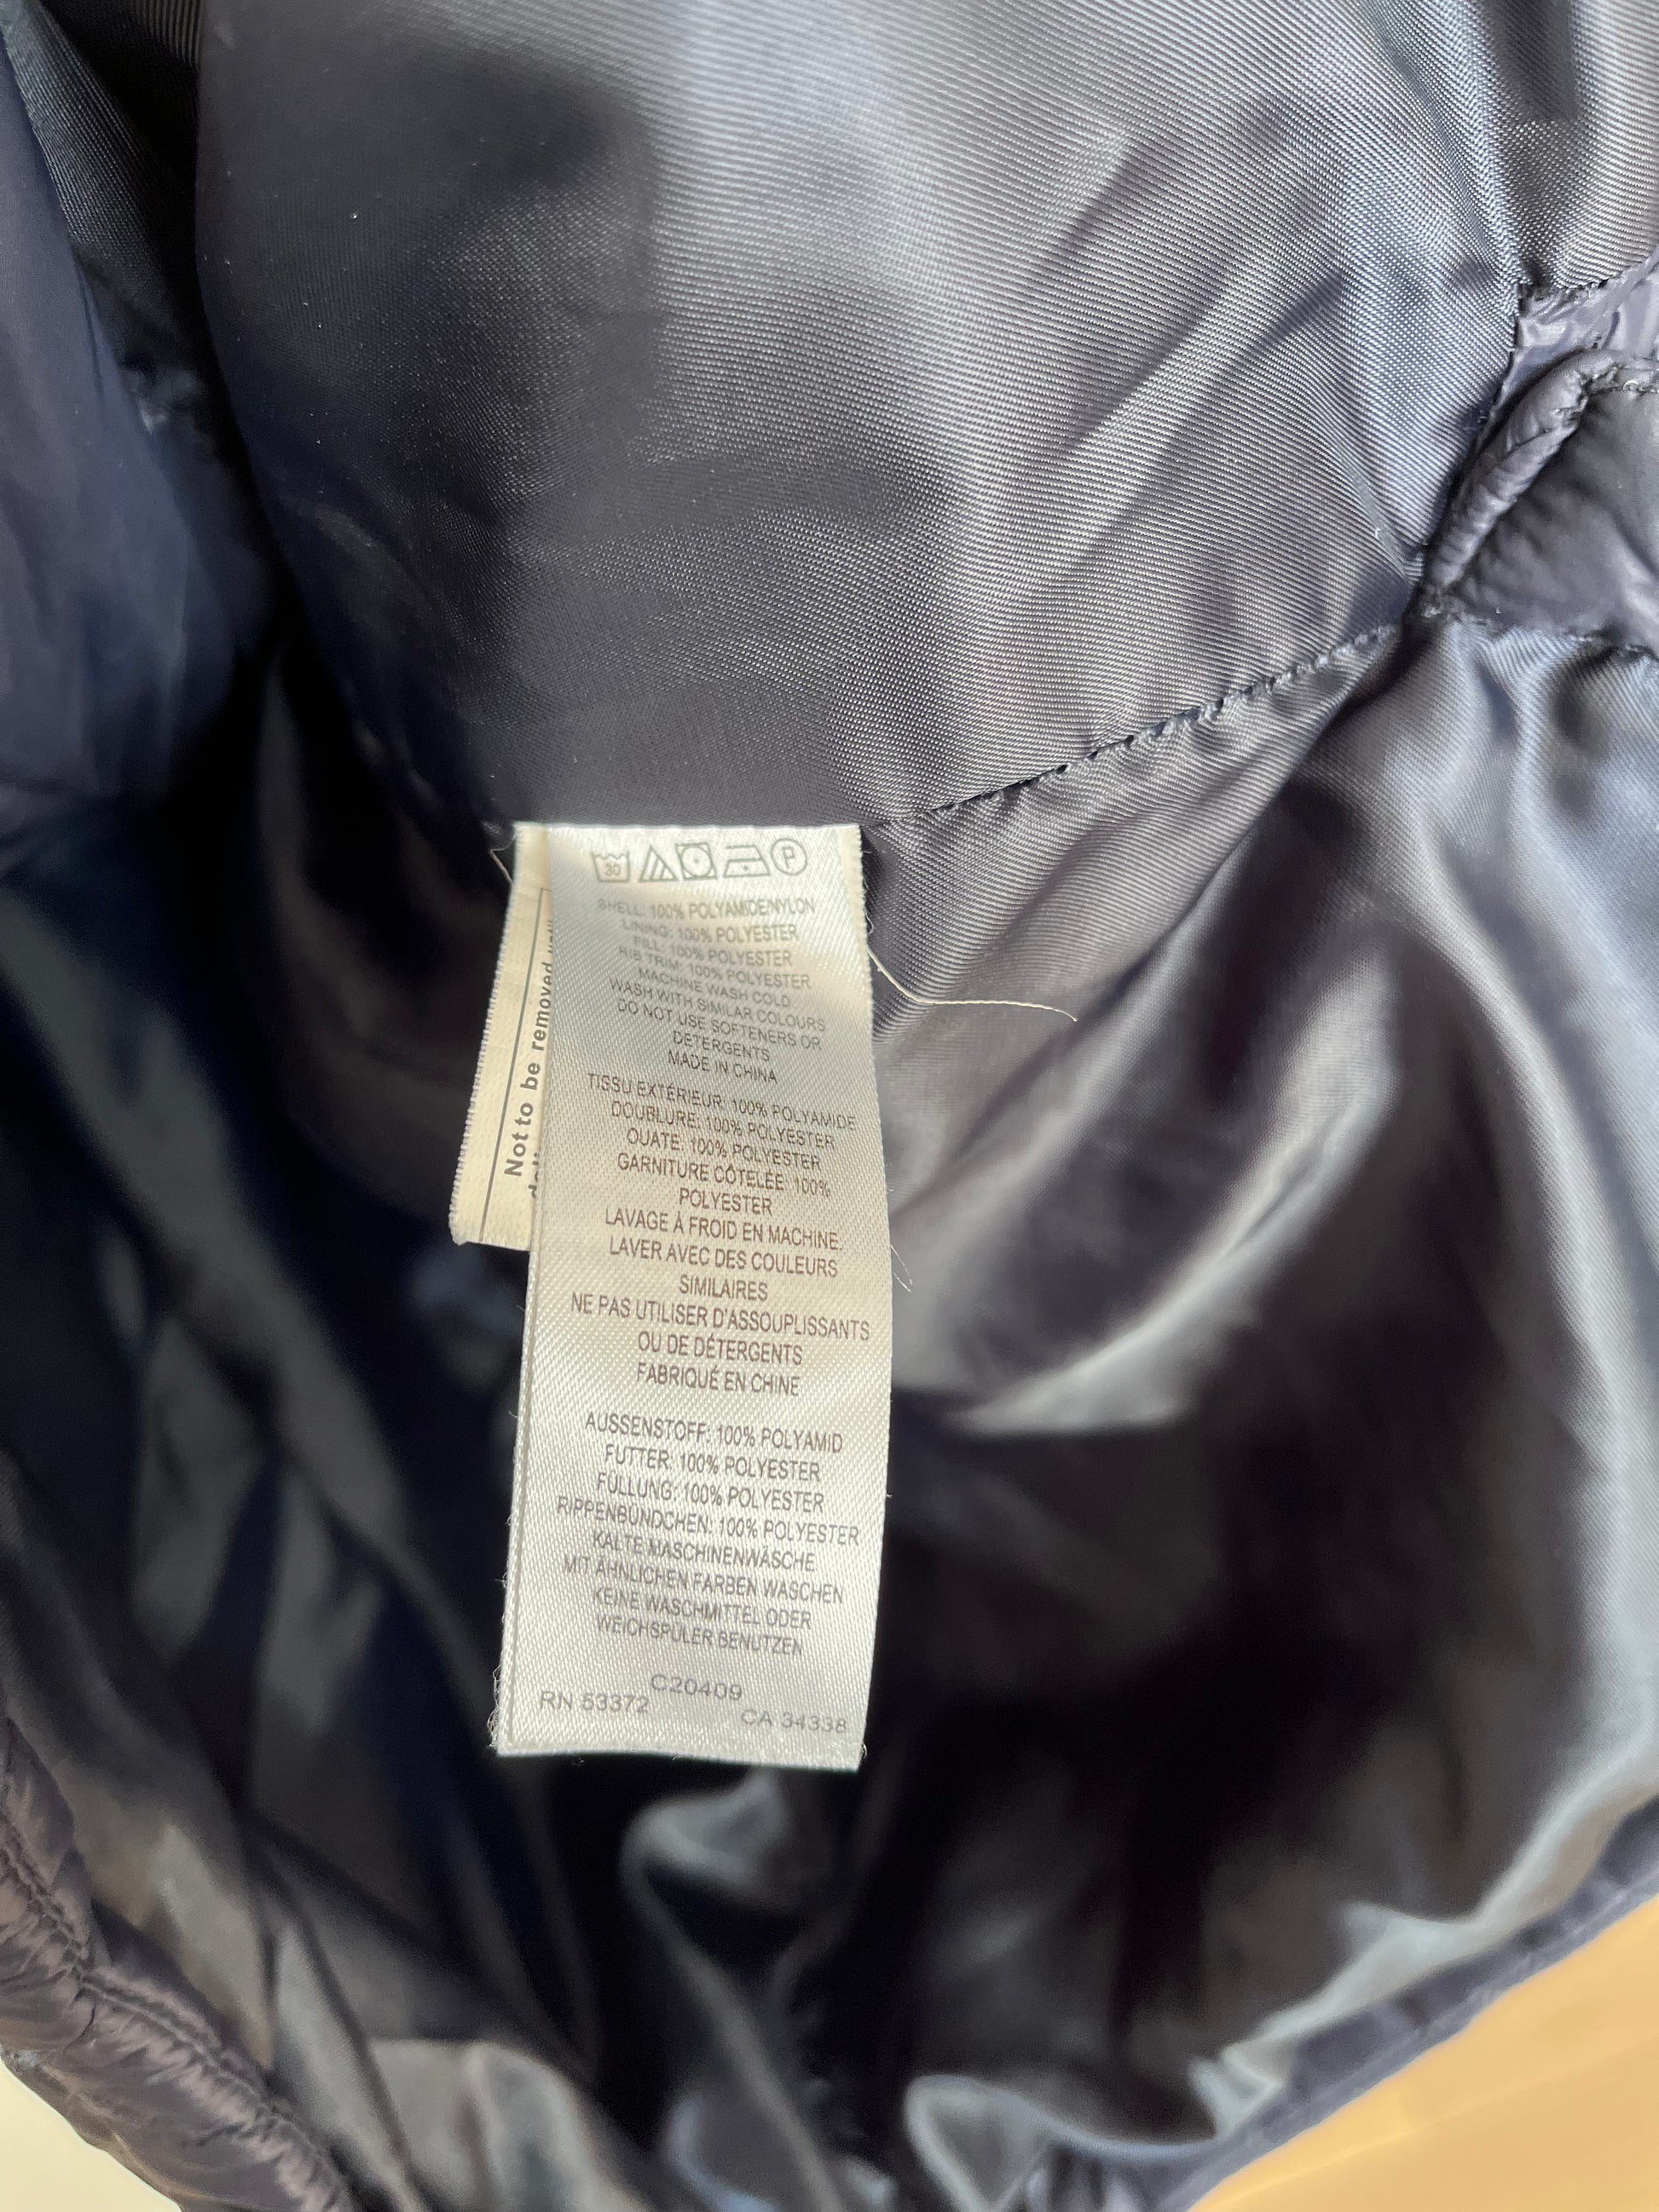 30
P
SHELL: 100% POLYAMIDE/NYLON
LINING: 100% POLYESTER
FILL: 100% POLYESTER
RIB TRIM: 100% POLYESTER
MACHINE WASH COLD
WASH WITH SIMILAR COLOURS
DO NOT USE SOFTENERS OR
DETERGENTS
MADE IN CHINA
TISSU EXTÉRIEUR: 100% POLYAMIDE
DOUBLURE: 100% POLYESTER
OUATE: 100% POLYESTER
GARNITURE CÔTELÉE: 100%
POLYESTER
LAVAGE À FROID EN MACHINE.
LAVER AVEC DES COULEURS
SIMILAIRES
NE PAS UTILISER D'ASSOUPLISSANTS
OU DE DÉTERGENTS
FABRIQUÉ EN CHINE
AUSSENSTOFF: 100% POLYAMID
FUTTER: 100% POLYESTER
FÜLLUNG: 100% POLYESTER
RIPPENBÜNDCHEN: 100% POLYESTER
KALTE MASCHINENWÄSCHE
MIT ÄHNLICHEN FARBEN WASCHEN
KEINE WASCHMITTEL ODER
WEICHSPÜLER BENUTZEN
C20409
RN 53372 CA 34338
Not to be removed